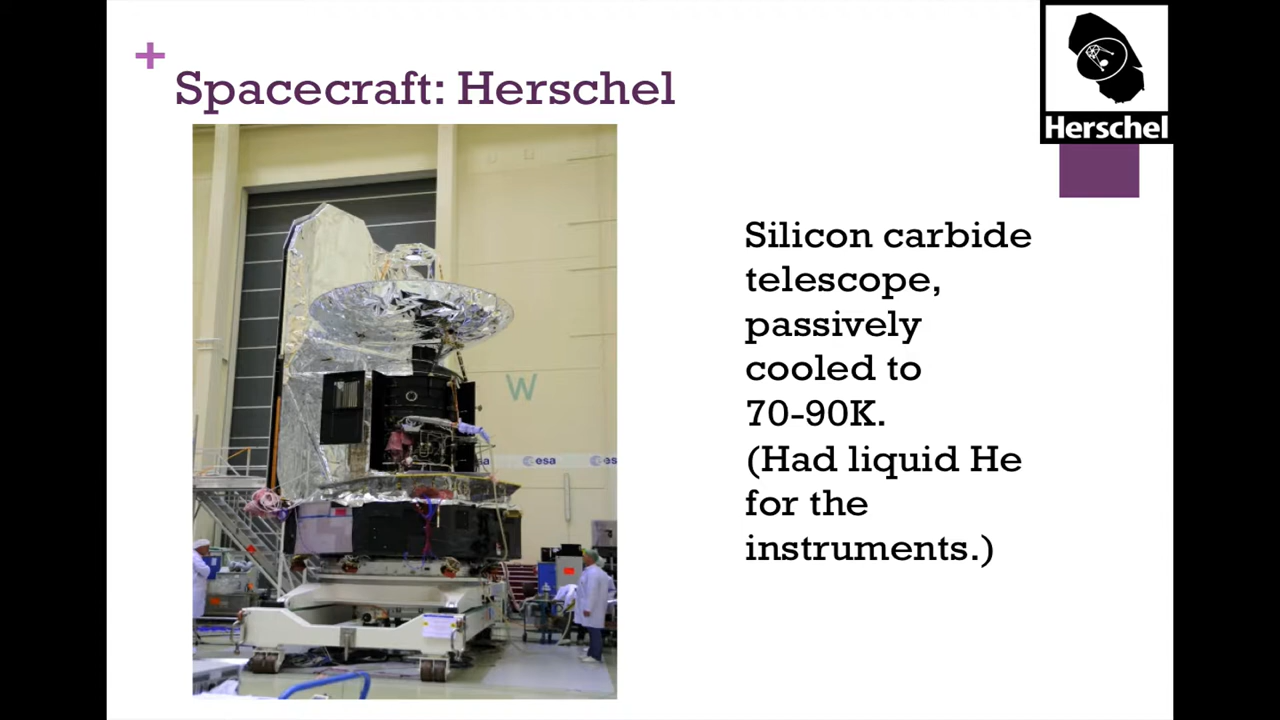 +
Spacecraft: Herschel
Herschel
Silicon carbide
telescope,
passively
cooled to
70-90K.
(Had liquid He
for the
instruments.)
W
esa
esa
esa